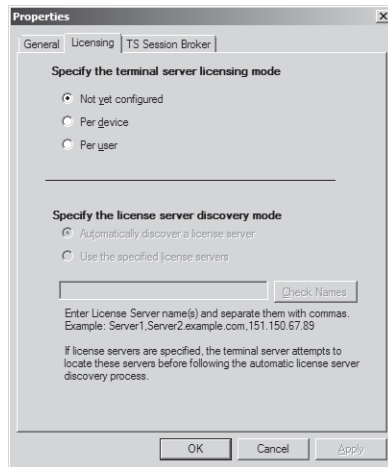 Properties
General Licensing TS Session Broker
Specify the terminal server licensing mode
Not yet configured
Per device
Per user
Specify the license server discovery mode
Automatically discover a license server
Use the specified license servers
Check Names
Enter License Server name(s) and separate them with commas.
Example: Server1,Server2.example.com,151.150.67.89
If license servers are specified, the terminal server attempts to
locate these servers before following the automatic license server
discovery process.
OK Cancel Apply